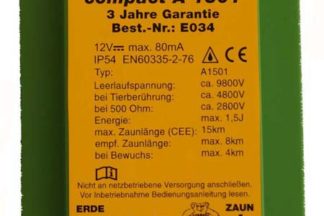 compact A 1501
3 Jahre Garantie
Best.-Nr.: E034
12V⎓ max. 80mA
IP54 EN60335-2-76
Typ: A1501
Leerlaufspannung: ca. 9800V
bei Tierberührung: ca. 4800V
bei 500 Ohm: ca. 2800V
Energie: max. 1,5J
max. Zaunlänge (CEE): 15km
empf. Zaunlänge: max. 8km
bei Bewuchs: max. 4km
Nicht an netzbetriebene Versorgung anschließen.
Vor Inbetriebnahme Bedienungsanleitung lesen.
ERDE ZAUN